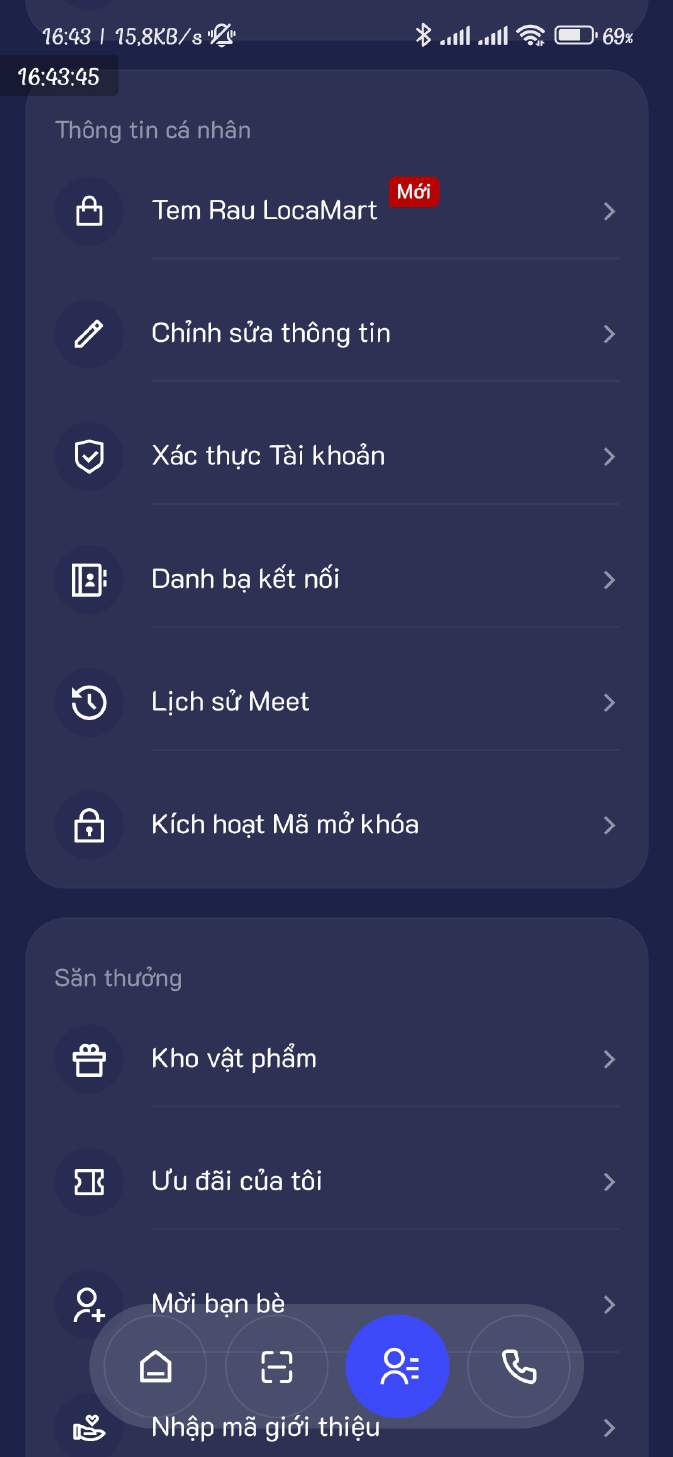 16:43 | 15,8KB/s 69%
16:43:45
Thông tin cá nhân
Tem Rau LocaMart Mới
Chỉnh sửa thông tin
Xác thực Tài khoản
Danh bạ kết nối
Lịch sử Meet
Kích hoạt Mã mở khóa
Săn thưởng
Kho vật phẩm
Ưu đãi của tôi
Mời bạn bè
Nhập mã giới thiệu